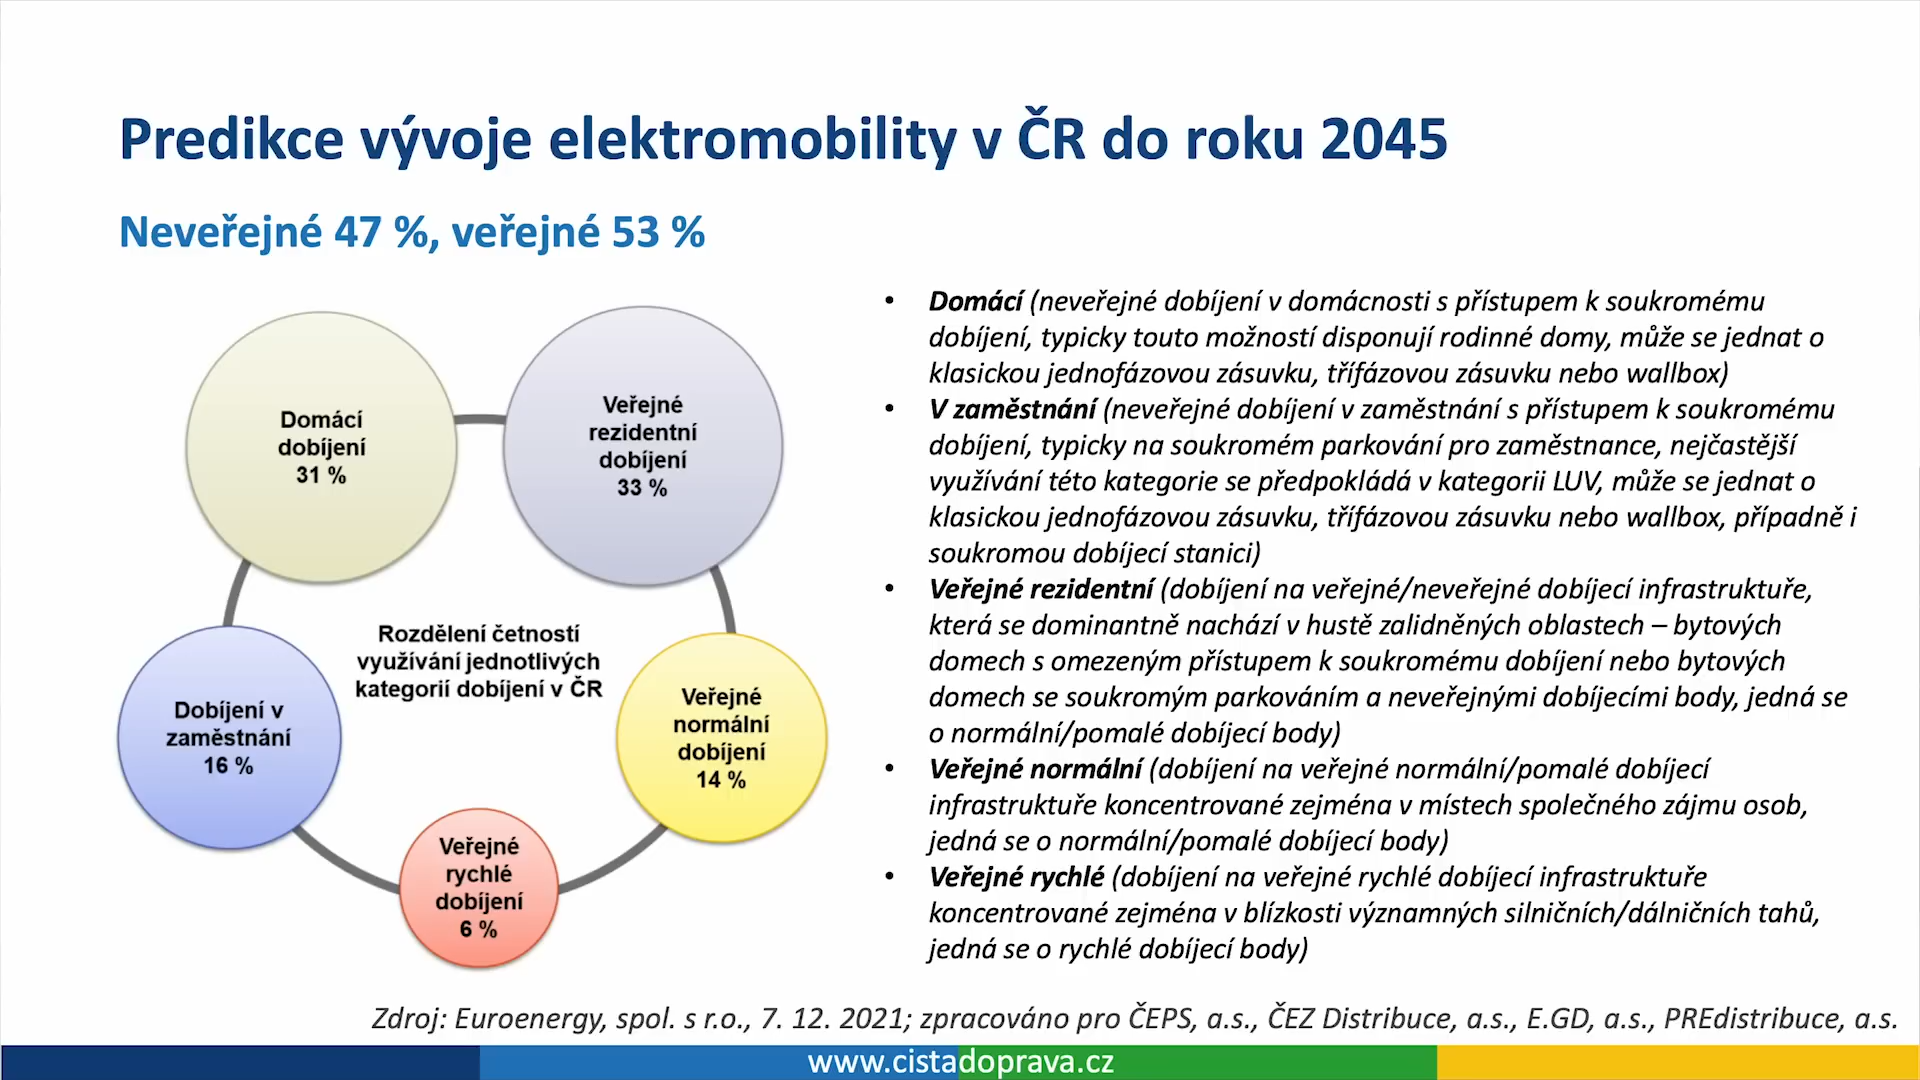 Predikce vývoje elektromobility v ČR do roku 2045
Neveřejné 47 %, veřejné 53 %
Domácí
dobíjení
31 %
Veřejné
rezidentní
dobíjení
33 %
Rozdělení četností
využívání jednotlivých
kategorií dobíjení v ČR
Dobíjení v
zaměstnání
16 %
Veřejné
normální
dobíjení
14 %
Veřejné
rychlé
dobíjení
6 %
• Domácí (neveřejné dobíjení v domácnosti s přístupem k soukromému
dobíjení, typicky touto možností disponují rodinné domy, může se jednat o
klasickou jednofázovou zásuvku, třífázovou zásuvku nebo wallbox)
• V zaměstnání (neveřejné dobíjení v zaměstnání s přístupem k soukromému
dobíjení, typicky na soukromém parkování pro zaměstnance, nejčastější
využívání této kategorie se předpokládá v kategorii LUV, může se jednat o
klasickou jednofázovou zásuvku, třífázovou zásuvku nebo wallbox, případně i
soukromou dobíjecí stanici)
• Veřejné rezidentní (dobíjení na veřejné/neveřejné dobíjecí infrastruktuře,
která se dominantně nachází v hustě zalidněných oblastech – bytových
domech s omezeným přístupem k soukromému dobíjení nebo bytových
domech se soukromým parkováním a neveřejnými dobíjecími body, jedná se
o normální/pomalé dobíjecí body)
• Veřejné normální (dobíjení na veřejné normální/pomalé dobíjecí
infrastruktuře koncentrované zejména v místech společného zájmu osob,
jedná se o normální/pomalé dobíjecí body)
• Veřejné rychlé (dobíjení na veřejné rychlé dobíjecí infrastruktuře
koncentrované zejména v blízkosti významných silničních/dálničních tahů,
jedná se o rychlé dobíjecí body)
Zdroj: Euroenergy, spol. s r.o., 7. 12. 2021; zpracováno pro ČEPS, a.s., ČEZ Distribuce, a.s., E.GD, a.s., PREdistribuce, a.s.
www.cistadoprava.cz